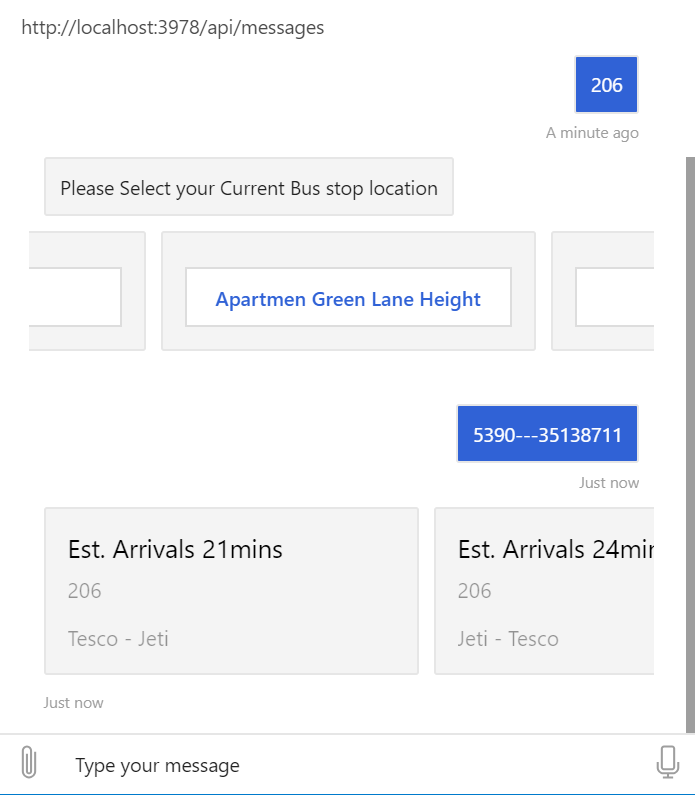 http://localhost:3978/api/messages
206
A minute ago
Please Select your Current Bus stop location
Apartmen Green Lane Height
5390---35138711
Just now
Est. Arrivals 21mins
206
Tesco - Jeti
Est. Arrivals 24mi
206
Jeti - Tesco
Just now
Type your message